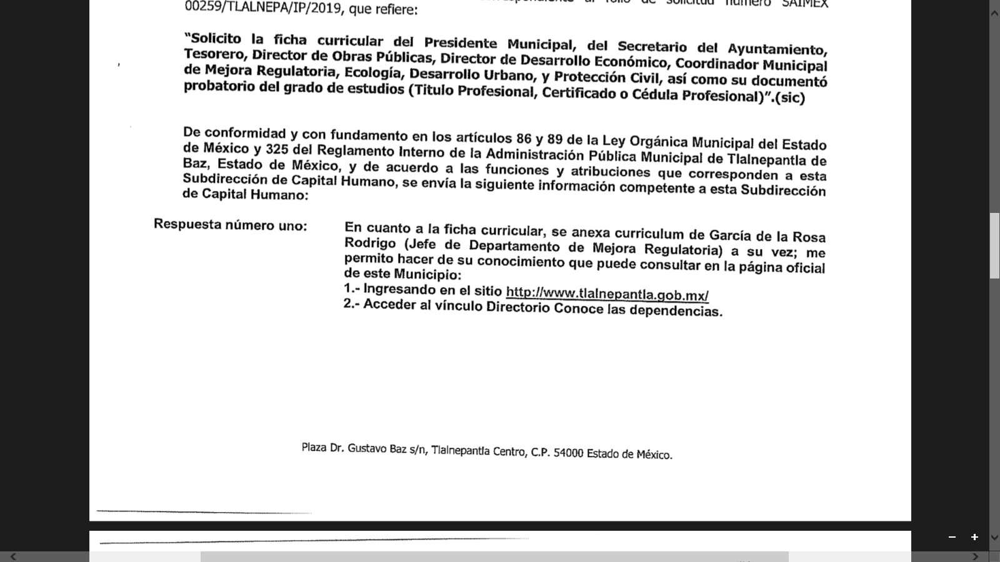 solicitud número SAIMEX
00259/TLALNEPA/IP/2019, que refiere:
“Solicito la ficha curricular del Presidente Municipal, del Secretario del Ayuntamiento,
Tesorero, Director de Obras Públicas, Director de Desarrollo Económico, Coordinador Municipal
de Mejora Regulatoria, Ecología, Desarrollo Urbano, y Protección Civil, así como su documentó
probatorio del grado de estudios (Titulo Profesional, Certificado o Cédula Profesional)”.(sic)
De conformidad y con fundamento en los artículos 86 y 89 de la Ley Orgánica Municipal del Estado
de México y 325 del Reglamento Interno de la Administración Pública Municipal de Tlalnepantla de
Baz, Estado de México, y de acuerdo a las funciones y atribuciones que corresponden a esta
Subdirección de Capital Humano, se envía la siguiente información competente a esta Subdirección
de Capital Humano:
Respuesta número uno:
En cuanto a la ficha curricular, se anexa curriculum de García de la Rosa
Rodrigo (Jefe de Departamento de Mejora Regulatoria) a su vez; me
permito hacer de su conocimiento que puede consultar en la página oficial
de este Municipio:
1.- Ingresando en el sitio http://www.tlalnepantla.gob.mx/
2.- Acceder al vínculo Directorio Conoce las dependencias.
Plaza Dr. Gustavo Baz s/n, Tlalnepantla Centro, C.P. 54000 Estado de México.